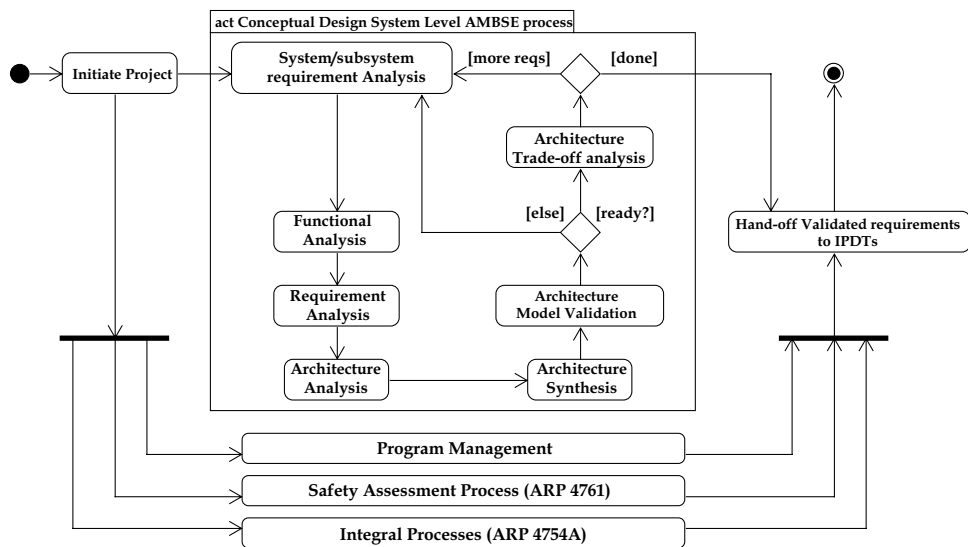 act Conceptual Design System Level AMBSE process
Initiate Project
System/subsystem
requirement Analysis
[more reqs]
[done]
Architecture
Trade-off analysis
[else]
[ready?]
Functional
Analysis
Hand-off Validated requirements
to IPDTs
Requirement
Analysis
Architecture
Model Validation
Architecture
Analysis
Architecture
Synthesis
Program Management
Safety Assessment Process (ARP 4761)
Integral Processes (ARP 4754A)